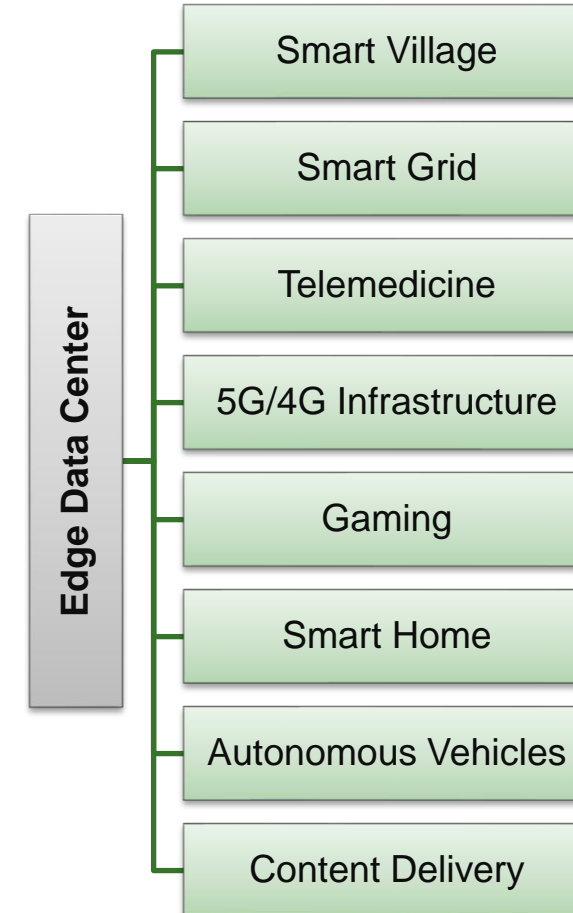 Edge Data Center
Smart Village
Smart Grid
Telemedicine
5G/4G Infrastructure
Gaming
Smart Home
Autonomous Vehicles
Content Delivery